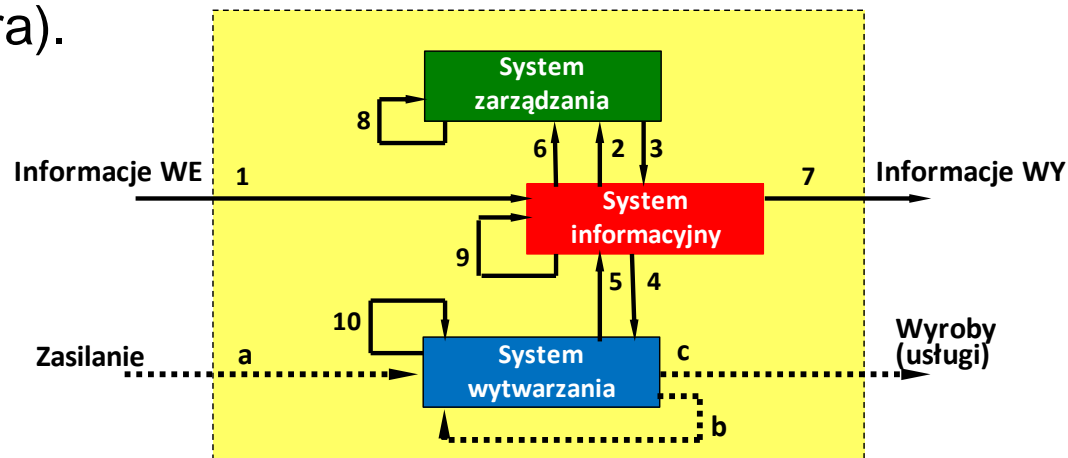 ra).
System
zarządzania
8
6 2 3
Informacje WE 1 7 Informacje WY
System
informacyjny
9
5 4
10
Wyroby
(usługi)
Zasilanie a System c
wytwarzania
b